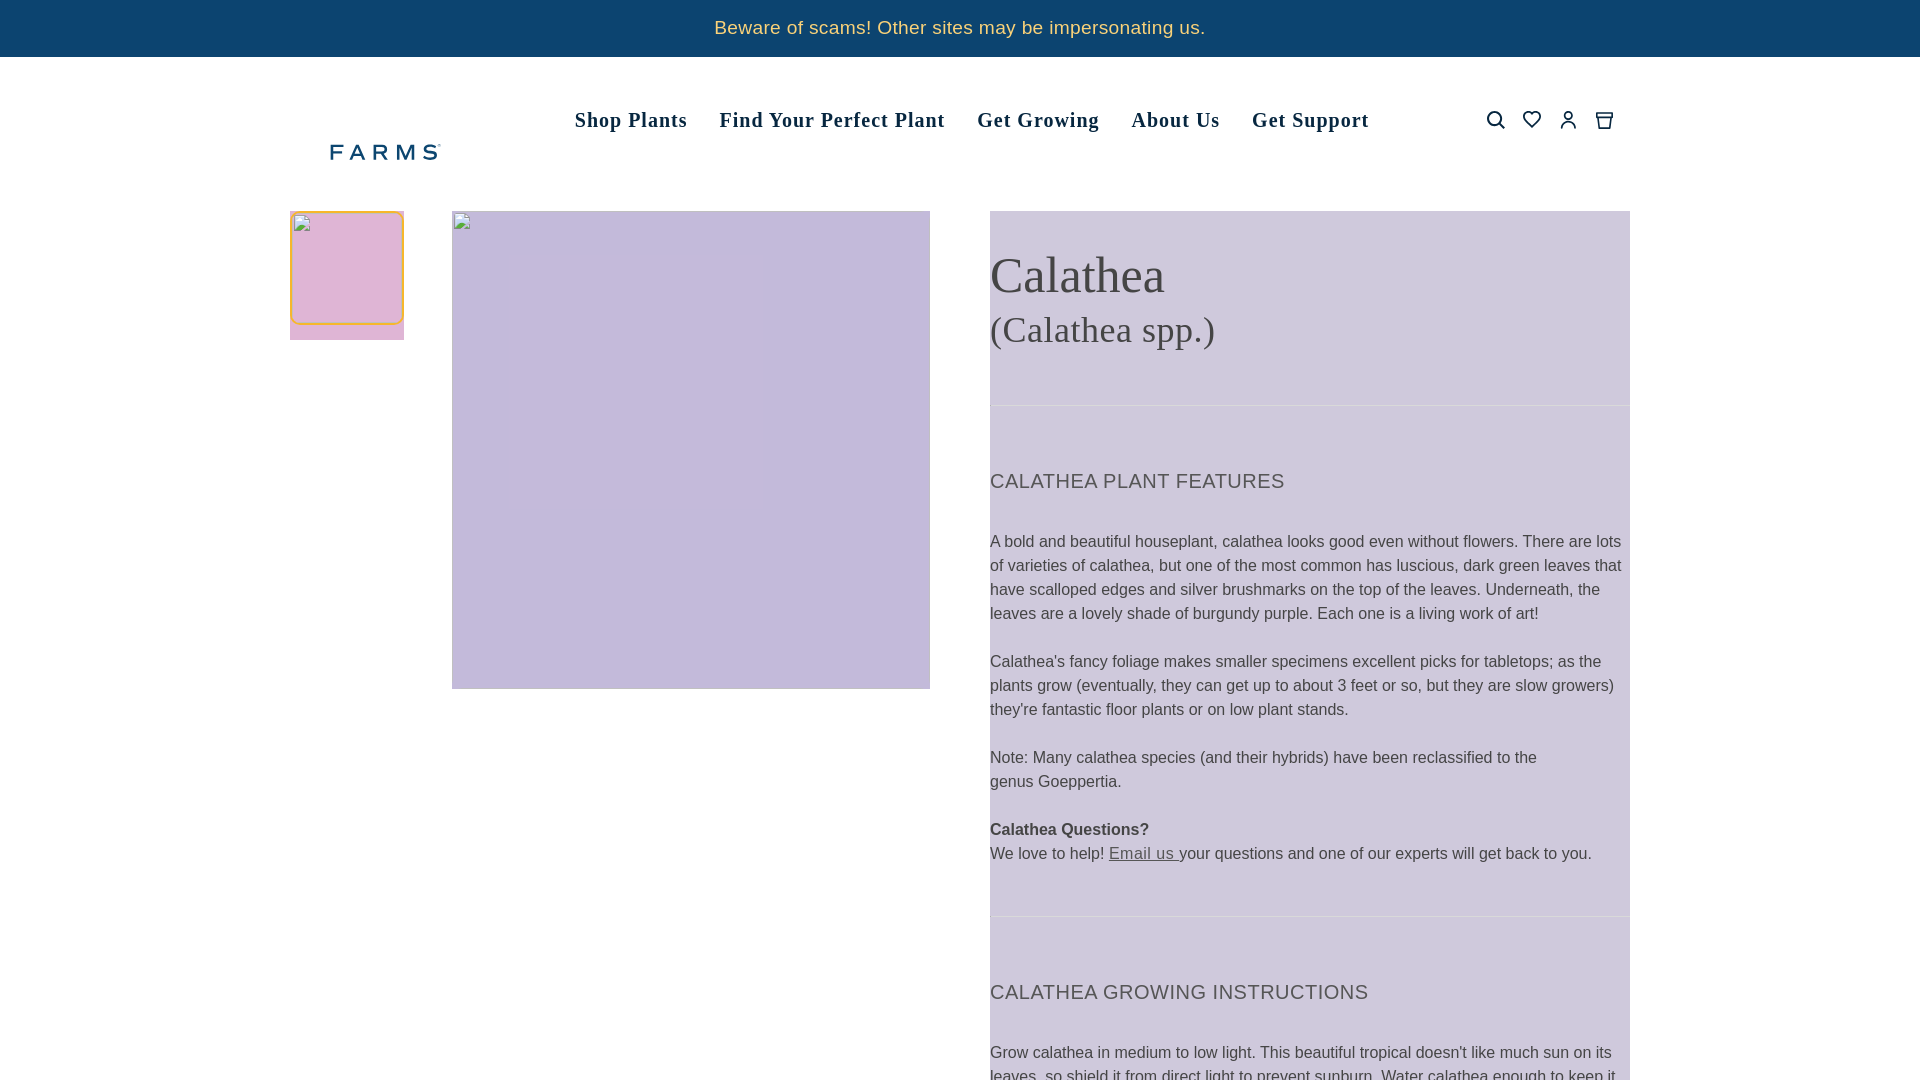 Beware of scams! Other sites may be impersonating us.
FARMS
Shop Plants
Find Your Perfect Plant
Get Growing
About Us
Get Support
Calathea
(Calathea spp.)
CALATHEA PLANT FEATURES
A bold and beautiful houseplant, calathea looks good even without flowers. There are lots
of varieties of calathea, but one of the most common has luscious, dark green leaves that
have scalloped edges and silver brushmarks on the top of the leaves. Underneath, the
leaves are a lovely shade of burgundy purple. Each one is a living work of art!
Calathea's fancy foliage makes smaller specimens excellent picks for tabletops; as the
plants grow (eventually, they can get up to about 3 feet or so, but they are slow growers)
they're fantastic floor plants or on low plant stands.
Note: Many calathea species (and their hybrids) have been reclassified to the
genus Goeppertia.
Calathea Questions?
We love to help! Email us your questions and one of our experts will get back to you.
CALATHEA GROWING INSTRUCTIONS
Grow calathea in medium to low light. This beautiful tropical doesn't like much sun on its
leaves, so shield it from direct light to prevent sunburn. Water calathea enough to keep it